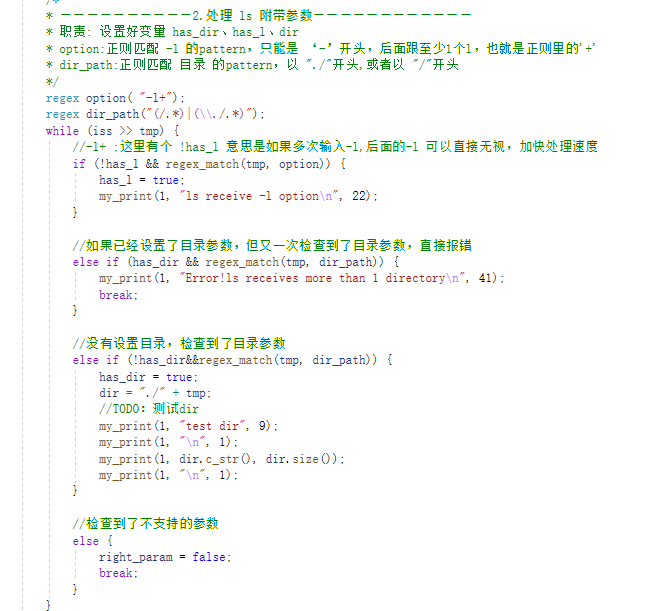 /*
* －－－－－－－－－－2.处理 ls 附带参数－－－－－－－－－－－－
* 职责: 设置好变量 has_dir、has_l、dir
* option:正则匹配 -l 的pattern，只能是 ‘-’开头，后面跟至少1个l，也就是正则里的'+'
* dir_path:正则匹配 目录 的pattern，以 "./"开头,或者以 "/"开头
*/
regex option( "-l+");
regex dir_path("(/.*)|(\\./.*)");
while (iss >> tmp) {
//-l+ ;这里有个 !has_l 意思是如果多次输入-l,后面的-l 可以直接无视，加快处理速度
if (!has_l && regex_match(tmp, option)) {
has_l = true;
my_print(1, "ls receive -l option\n", 22);
}
//如果已经设置了目录参数，但又一次检查到了目录参数，直接报错
else if (has_dir && regex_match(tmp, dir_path)) {
my_print(1, "Error!ls receives more than 1 directory\n", 41);
break;
}
//没有设置目录，检查到了目录参数
else if (!has_dir&&regex_match(tmp, dir_path)) {
has_dir = true;
dir = "./" + tmp;
//TODO: 测试dir
my_print(1, "test dir", 9);
my_print(1, "\n", 1);
my_print(1, dir.c_str(), dir.size());
my_print(1, "\n", 1);
}
//检查到了不支持的参数
else {
right_param = false;
break;
}
}